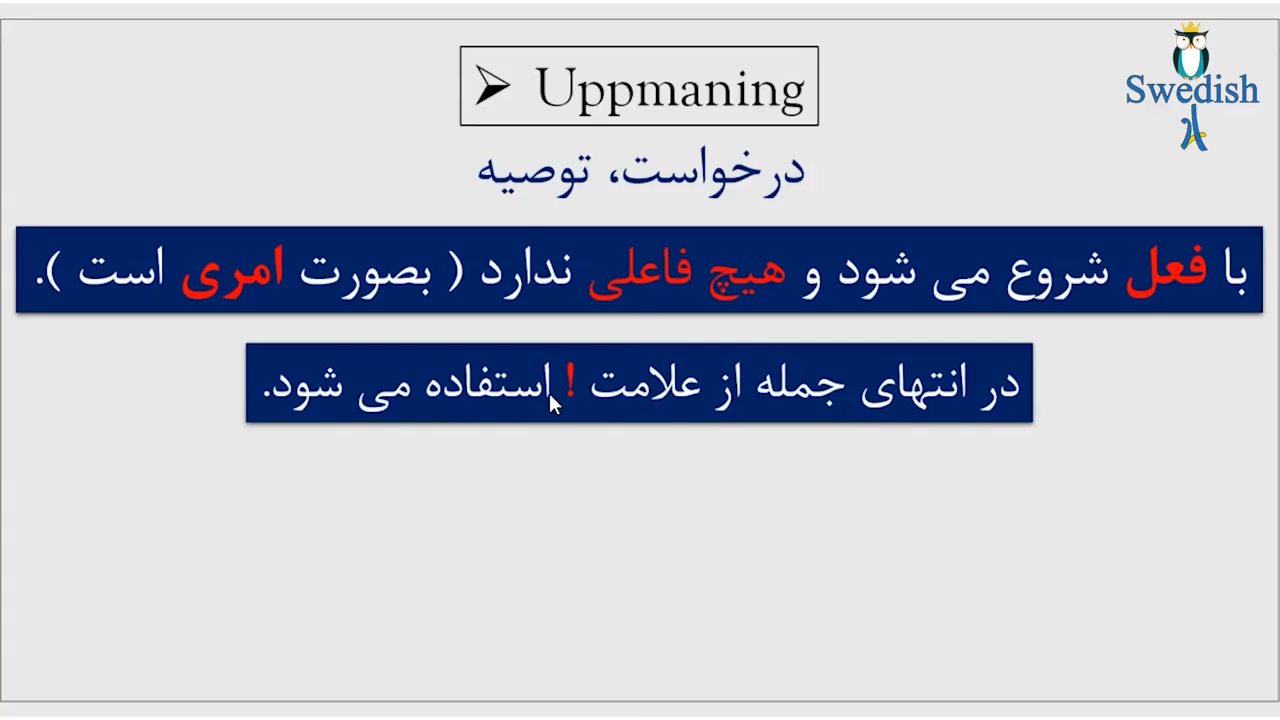 ➢ Uppmaning
Swedish
درخواست، توصیه
با فعل شروع می شود و هیچ فاعلی ندارد ( بصورت امری است ).
در انتهای جمله از علامت ! استفاده می شود.